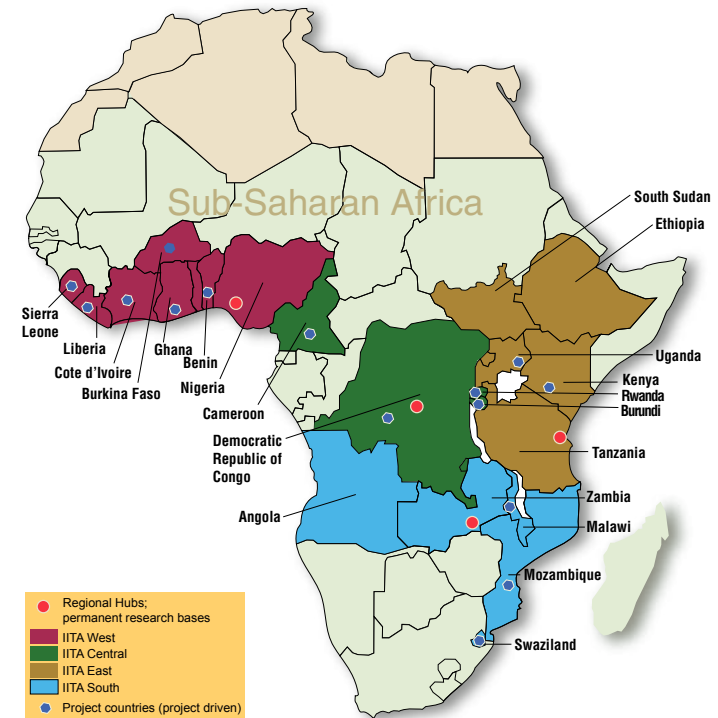 Sub-Saharan Africa
South Sudan
Ethiopia
Sierra
Leone
Liberia
Cote d'Ivoire
Burkina Faso
Ghana
Benin
Nigeria
Cameroon
Democratic
Republic of
Congo
Angola
Uganda
Kenya
Rwanda
Burundi
Tanzania
Zambia
Malawi
Mozambique
Swaziland
Regional Hubs;
permanent research bases
IITA West
IITA Central
IITA East
IITA South
Project countries (project driven)